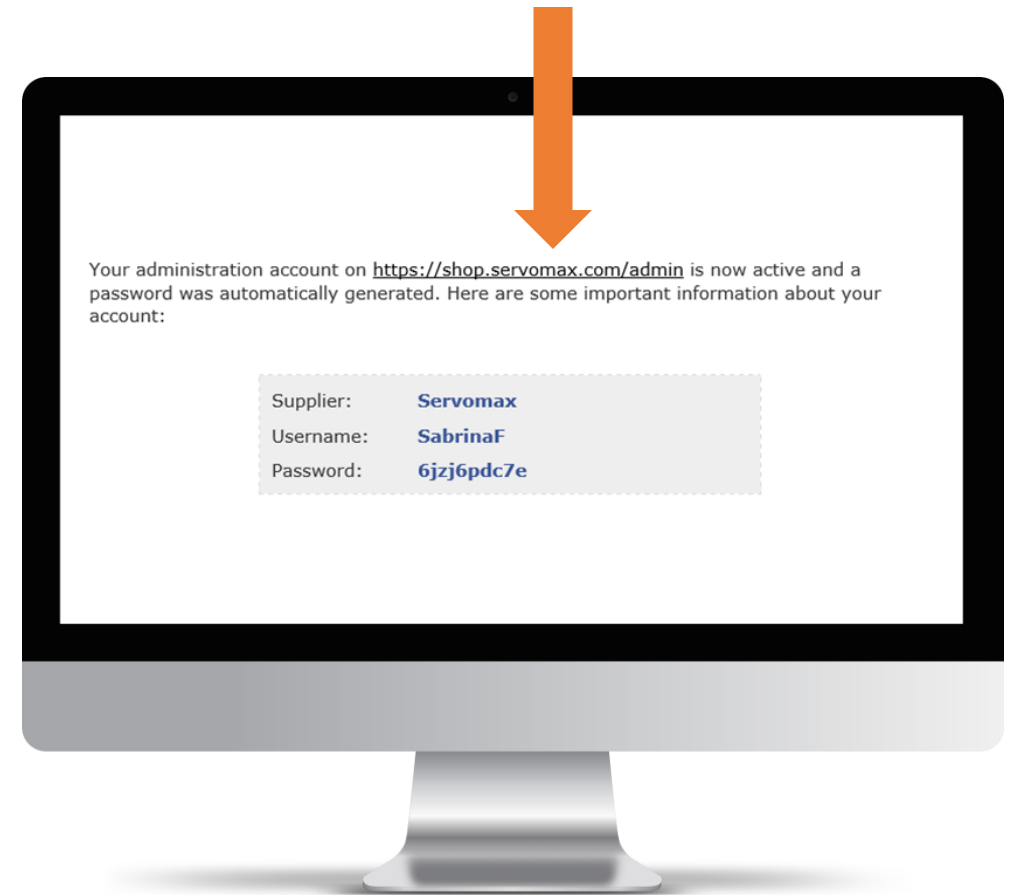 Your administration account on https://shop.servomax.com/admin is now active and a
password was automatically generated. Here are some important information about your
account:
Supplier: Servomax
Username: SabrinaF
Password: 6jzj6pdc7e